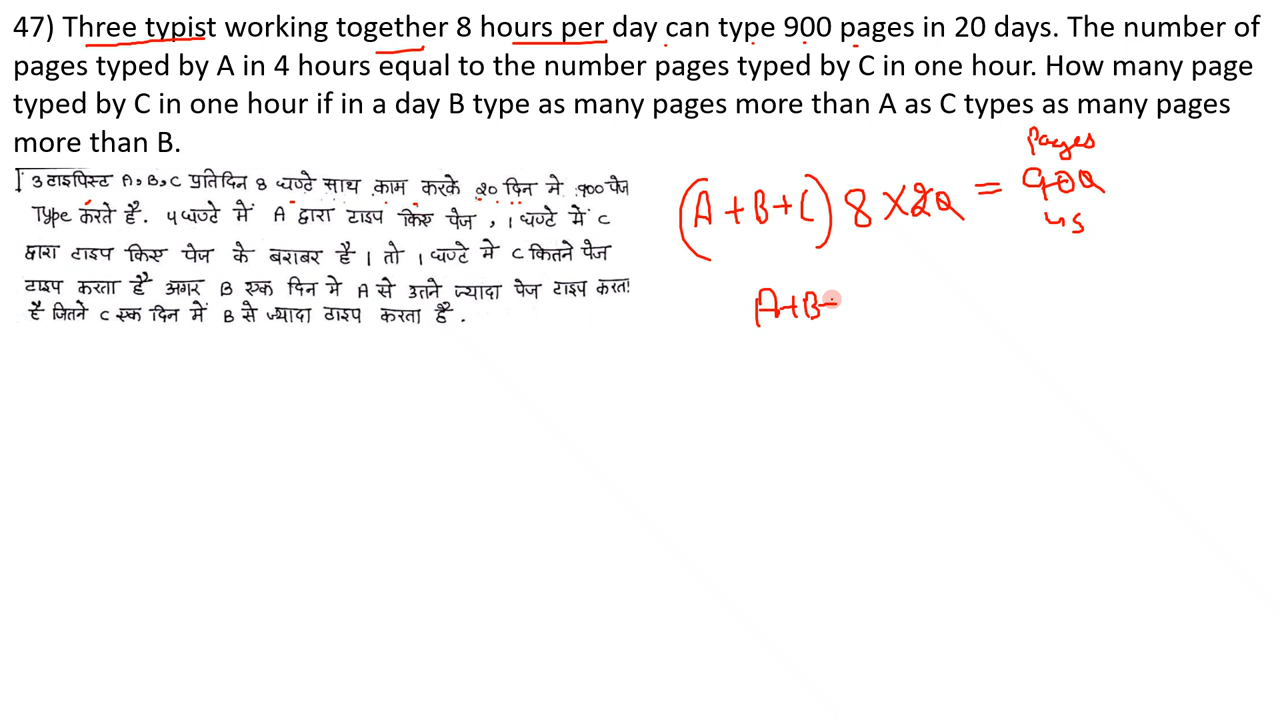 47) Three typist working together 8 hours per day can type 900 pages in 20 days. The number of
pages typed by A in 4 hours equal to the number pages typed by C in one hour. How many page
typed by C in one hour if in a day B type as many pages more than A as C types as many pages
more than B.
3 टाइपिस्ट A, B, C प्रतिदिन 8 घण्टे साथ काम करके 20 दिन में 900 पेज
Type करते है. 4 घण्टे में A द्वारा टाइप किए पेज, 1 घण्टे में C
द्वारा टाइप किए पेज के बराबर है। तो 1 घण्टे मे C कितने पेज
टाइप करता है अगर B एक दिन मे A से उतने ज्यादा पेज टाइप करता
है जितने C एक दिन में B से ज्यादा टाइप करता है.
pages
(A+B+C) 8×20 = 900
45
A+B-